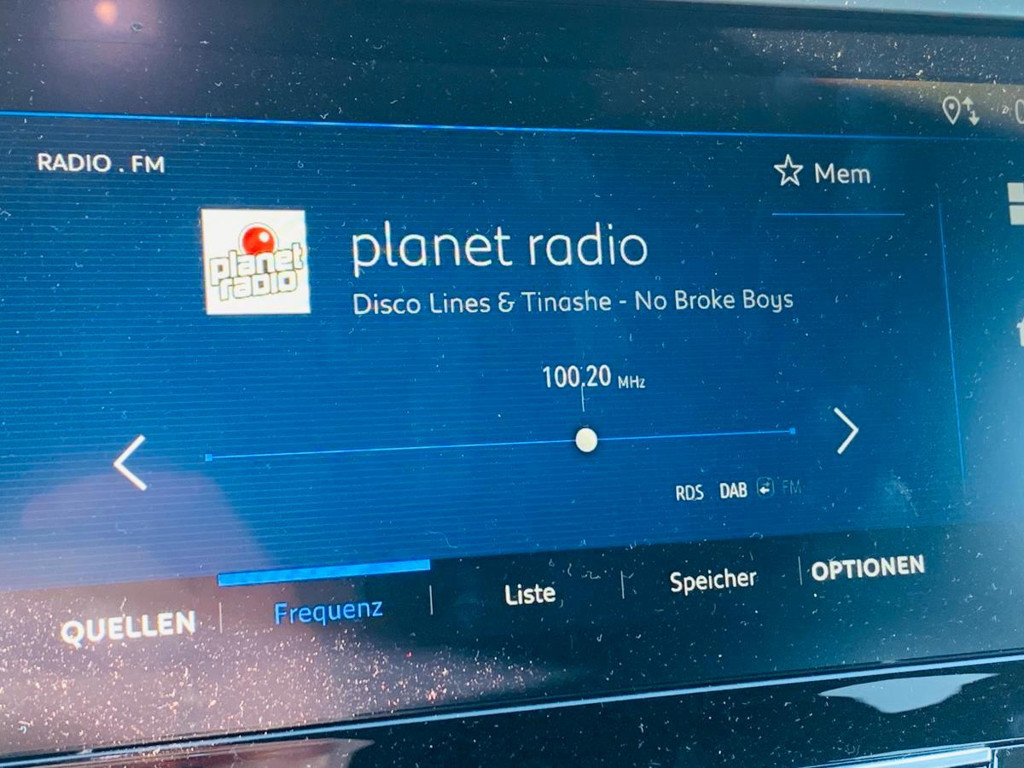 RADIO . FM
Mem
planet
radio
planet radio
Disco Lines & Tinashe - No Broke Boys
100.20 MHz
RDS DAB FM
QUELLEN Frequenz Liste Speicher OPTIONEN